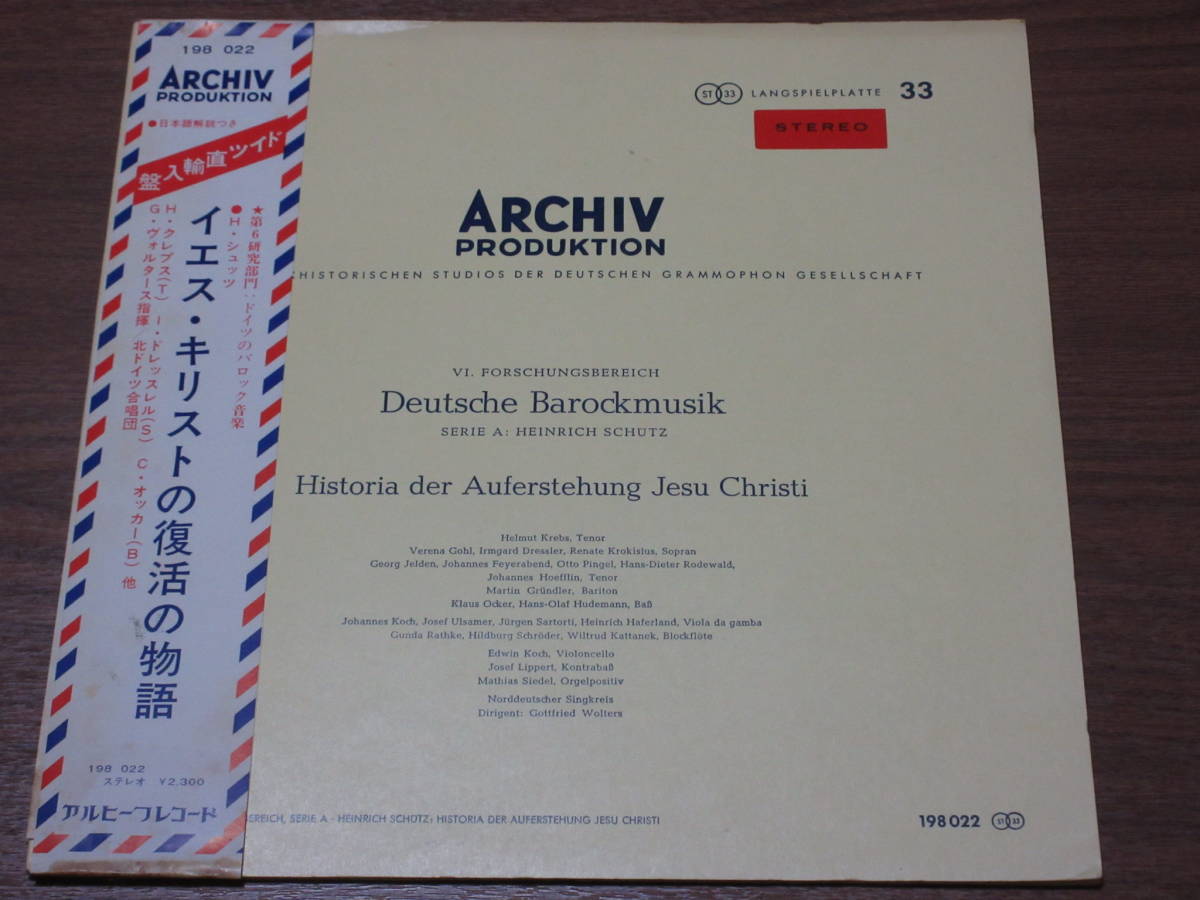 198 022
ARCHIV
PRODUKTION
●日本語解説つき
ドイツ直輸入盤
★第6研究部門:ドイツのバロック音楽
●H・シュッツ
イエス・キリストの復活の物語
H・クレプス(T) I・ドレッスレル(S) C・オッカー(B) 他
G・ヴォルタース指揮/北ドイツ合唱団
198 022
ステレオ ¥2,300
アルヒーフレコード
ST 33 LANGSPIELPLATTE 33
STEREO
ARCHIV
PRODUKTION
HISTORISCHEN STUDIOS DER DEUTSCHEN GRAMMOPHON GESELLSCHAFT
VI. FORSCHUNGSBEREICH
Deutsche Barockmusik
SERIE A: HEINRICH SCHÜTZ
Historia der Auferstehung Jesu Christi
Helmut Krebs, Tenor
Verena Gohl, Irmgard Dressler, Renate Krokisius, Sopran
Georg Jelden, Johannes Feyerabend, Otto Pingel, Hans-Dieter Rodewald,
Johannes Hoefflin, Tenor
Martin Gründler, Bariton
Klaus Ocker, Hans-Olaf Hudemann, Baß
Johannes Koch, Josef Ulsamer, Jürgen Sartorti, Heinrich Haferland, Viola da gamba
Gunda Rathke, Hildburg Schröder, Wiltrud Kattanek, Blockflöte
Edwin Koch, Violoncello
Josef Lippert, Kontrabaß
Mathias Siedel, Orgelpositiv
Norddeutscher Singkreis
Dirigent: Gottfried Wolters
EREICH, SERIE A - HEINRICH SCHÜTZ: HISTORIA DER AUFERSTEHUNG JESU CHRISTI
198 022 ST 33